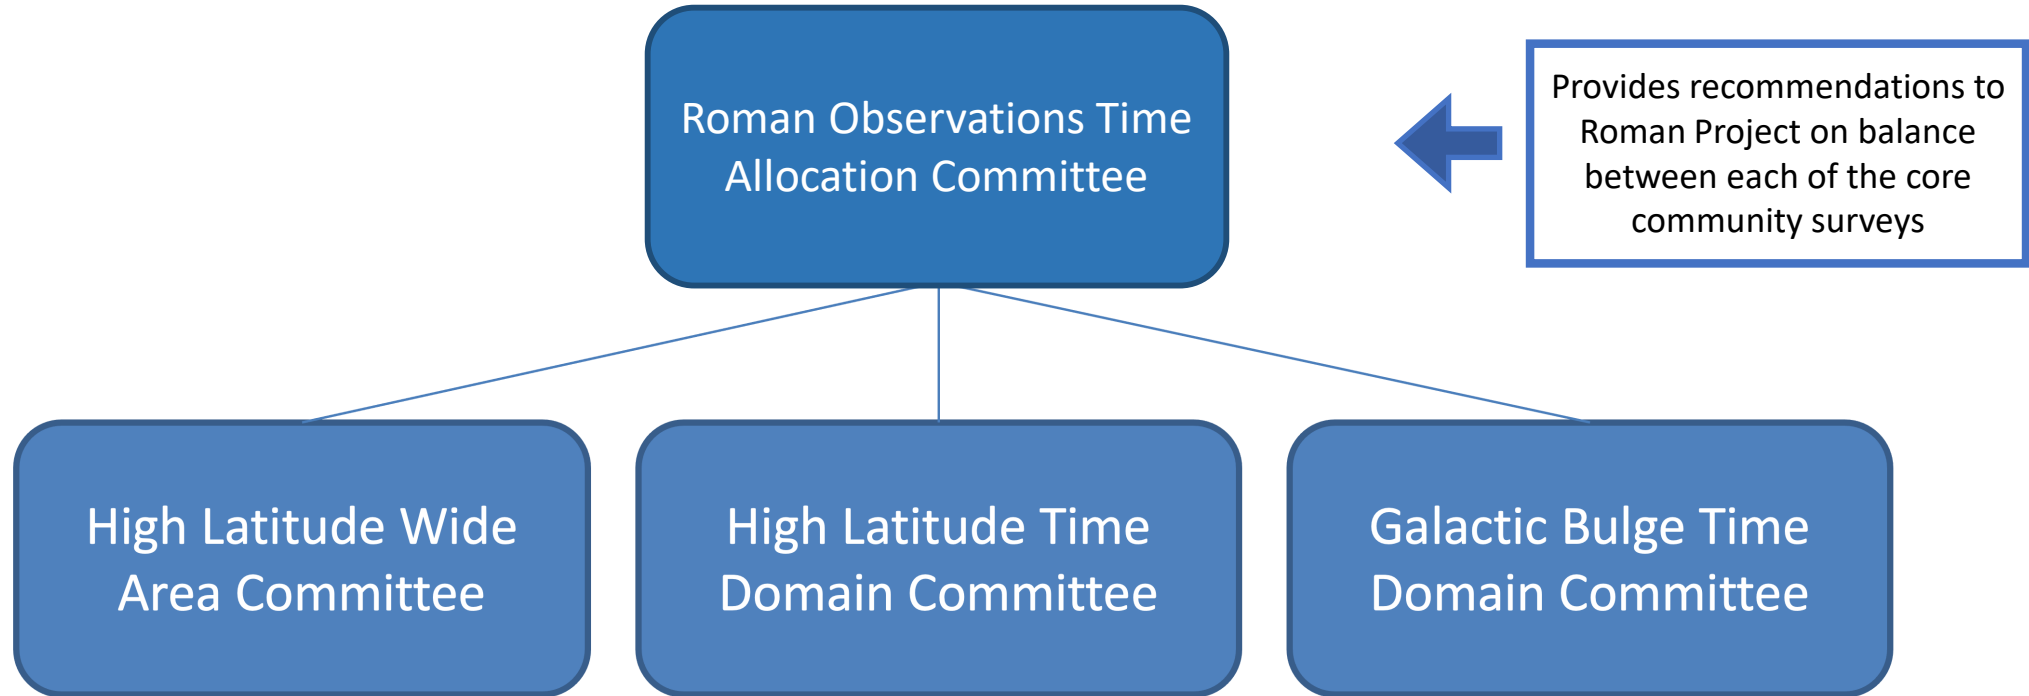 Roman Observations Time
Allocation Committee
Provides recommendations to
Roman Project on balance
between each of the core
community surveys
High Latitude Wide
Area Committee
High Latitude Time
Domain Committee
Galactic Bulge Time
Domain Committee